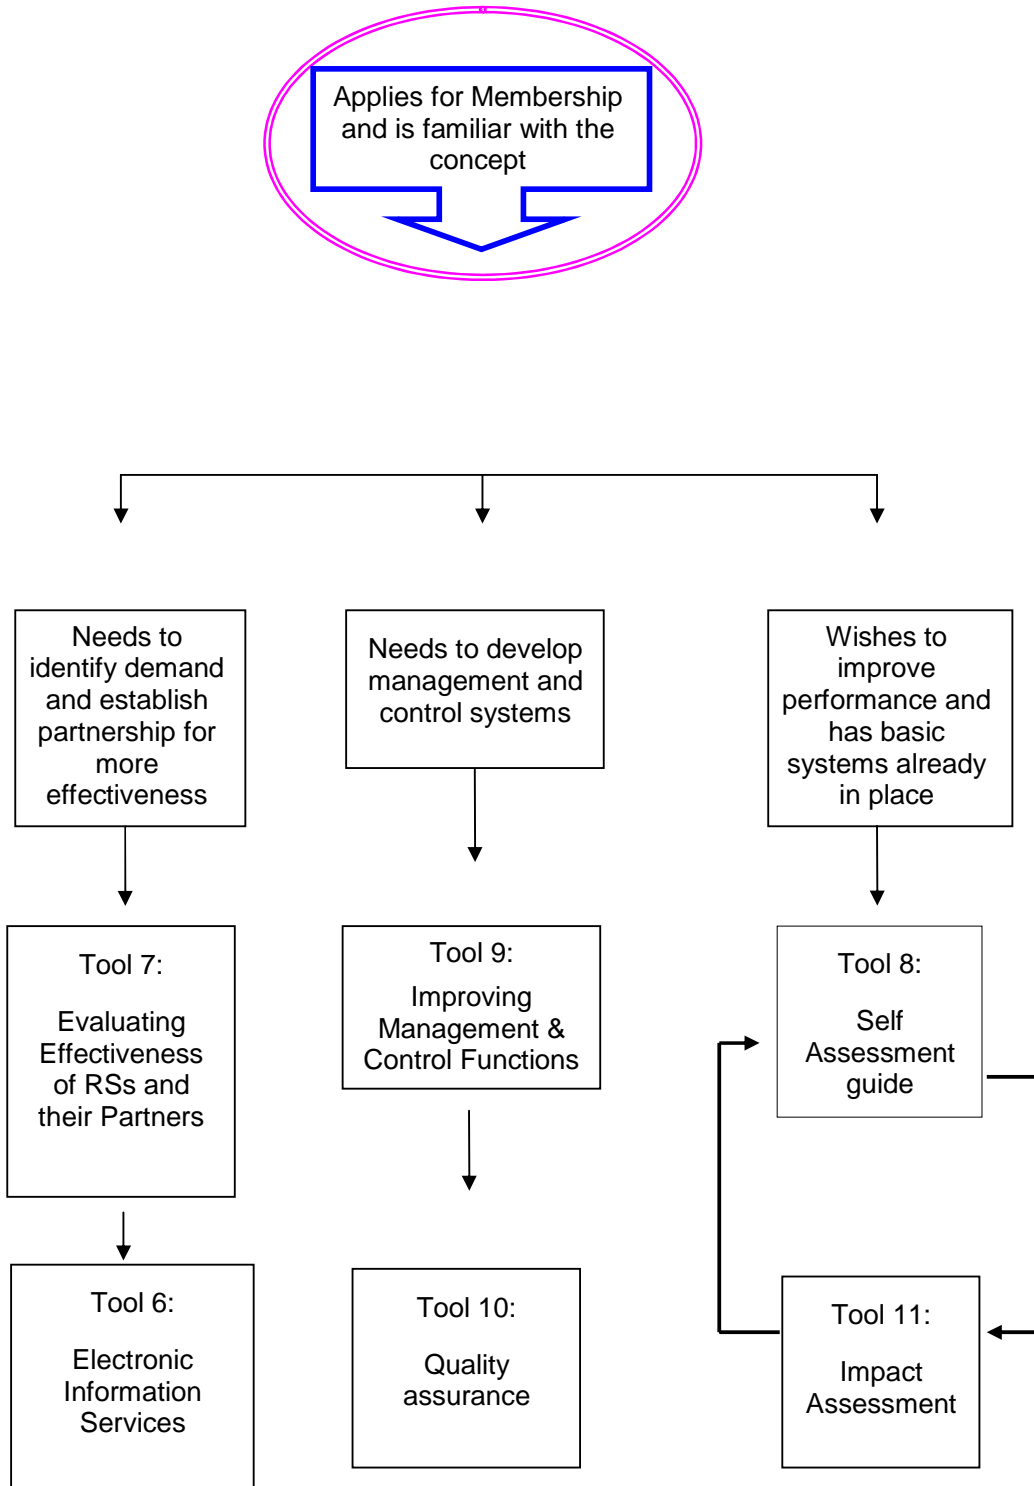 Applies for Membership
and is familiar with the
concept
Needs to
identify demand
and establish
partnership for
more
effectiveness
Needs to develop
management and
control systems
Wishes to
improve
performance and
has basic
systems already
in place
Tool 7:
Evaluating
Effectiveness
of RSs and
their Partners
Tool 9:
Improving
Management &
Control Functions
Tool 8:
Self
Assessment
guide
Tool 6:
Electronic
Information
Services
Tool 10:
Quality
assurance
Tool 11:
Impact
Assessment